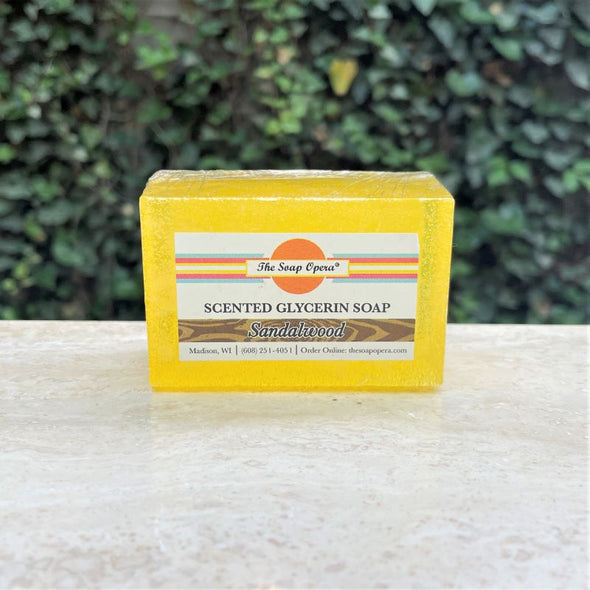 The Soap Opera®
SCENTED GLYCERIN SOAP
Sandalwood
Madison, WI | (608) 251-4051 | Order Online: thesoapopera.com